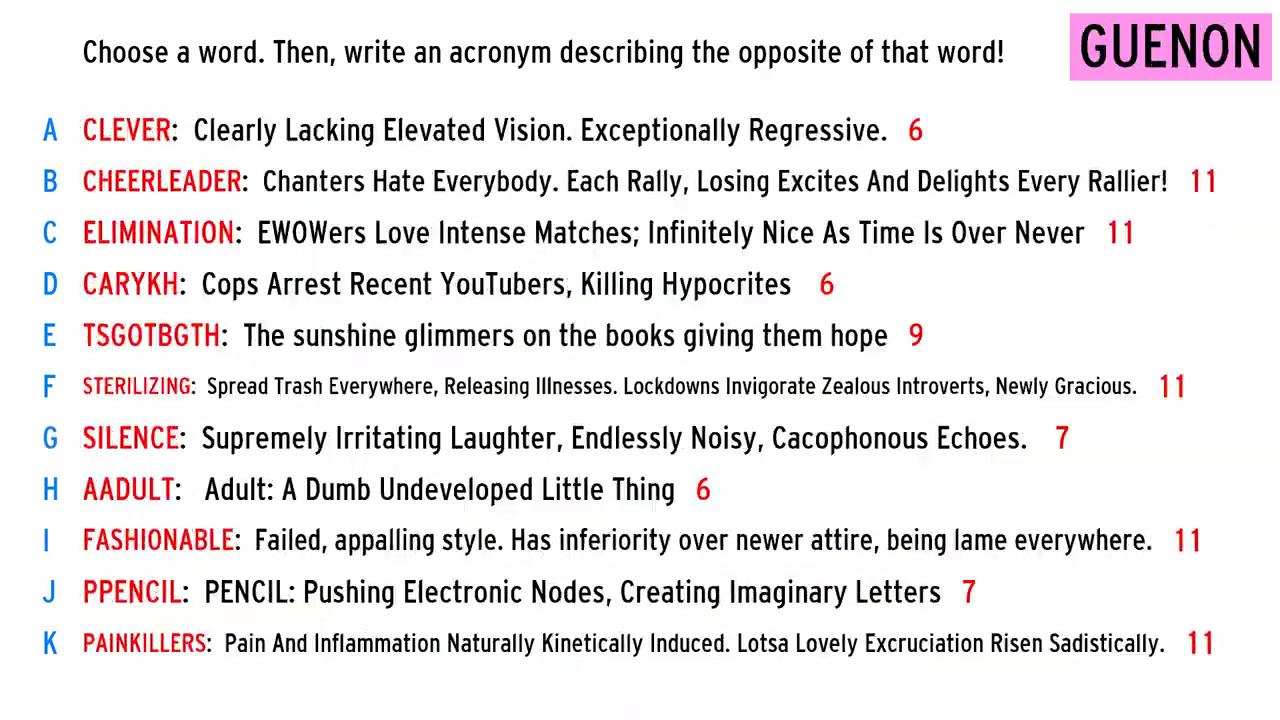 Choose a word. Then, write an acronym describing the opposite of that word!
GUENON
A CLEVER: Clearly Lacking Elevated Vision. Exceptionally Regressive. 6
B CHEERLEADER: Chanters Hate Everybody. Each Rally, Losing Excites And Delights Every Rallier! 11
C ELIMINATION: EWOWers Love Intense Matches; Infinitely Nice As Time Is Over Never 11
D CARYKH: Cops Arrest Recent YouTubers, Killing Hypocrites 6
E TSGOTBGTH: The sunshine glimmers on the books giving them hope 9
F STERILIZING: Spread Trash Everywhere, Releasing Illnesses. Lockdowns Invigorate Zealous Introverts, Newly Gracious. 11
G SILENCE: Supremely Irritating Laughter, Endlessly Noisy, Cacophonous Echoes. 7
H AADULT: Adult: A Dumb Undeveloped Little Thing 6
I FASHIONABLE: Failed, appalling style. Has inferiority over newer attire, being lame everywhere. 11
J PPENCIL: PENCIL: Pushing Electronic Nodes, Creating Imaginary Letters 7
K PAINKILLERS: Pain And Inflammation Naturally Kinetically Induced. Lotsa Lovely Excruciation Risen Sadistically. 11